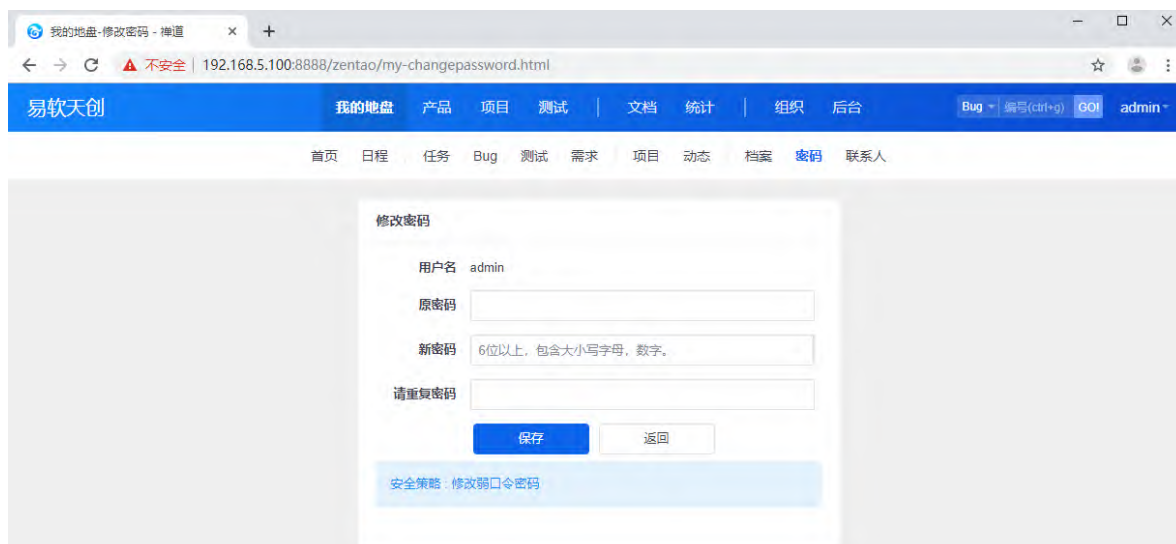 我的地盘-修改密码 - 禅道
不安全 | 192.168.5.100:8888/zentao/my-changepassword.html
易软天创 我的地盘 产品 项目 测试 | 文档 统计 | 组织 后台 Bug 编号(ctrl+g) GO! admin
首页 日程 任务 Bug 测试 需求 项目 动态 档案 密码 联系人
修改密码
用户名 admin
原密码
新密码 6位以上，包含大小写字母，数字。
请重复密码
保存 返回
安全策略：修改弱口令密码